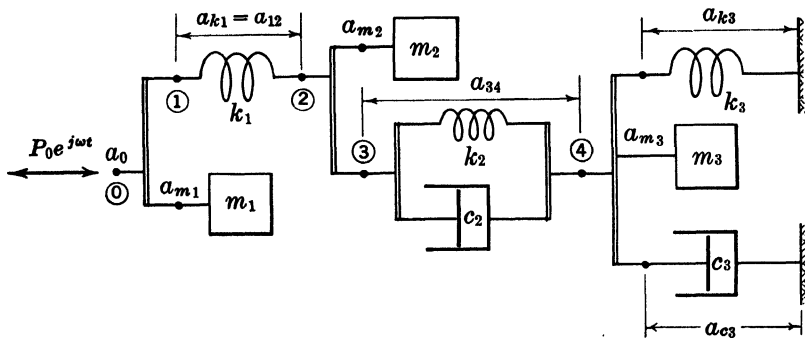 a_{k1} = a_{12}
a_{m2}
m_2
a_{k3}
①
②
k_1
a_{34}
k_3
P_0e^{jωt}
a_0
⓪
③
④
k_2
a_{m3}
m_3
a_{m1}
m_1
c_2
c_3
a_{c3}